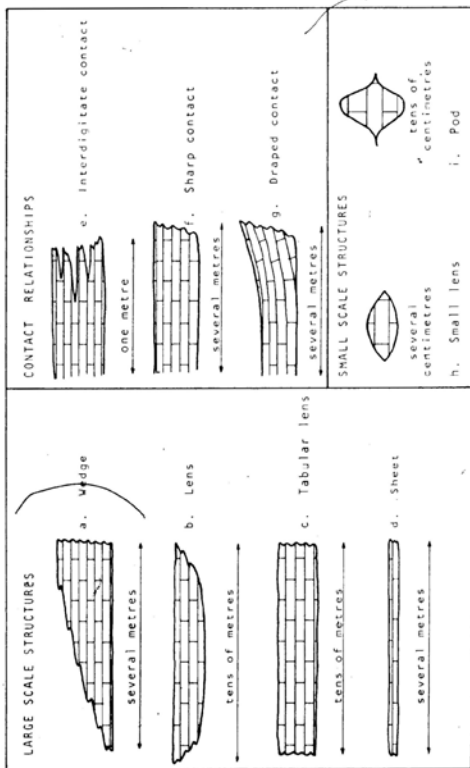 LARGE SCALE STRUCTURES
a. Wedge
several metres
b. Lens
tens of metres
c. Tabular lens
tens of metres
d. Sheet
several metres
CONTACT RELATIONSHIPS
e. Interdigitate contact
one metre
f. Sharp contact
several metres
g. Draped contact
several metres
SMALL SCALE STRUCTURES
several
centimetres
h. Small lens
tens of
centimetres
i. Pod